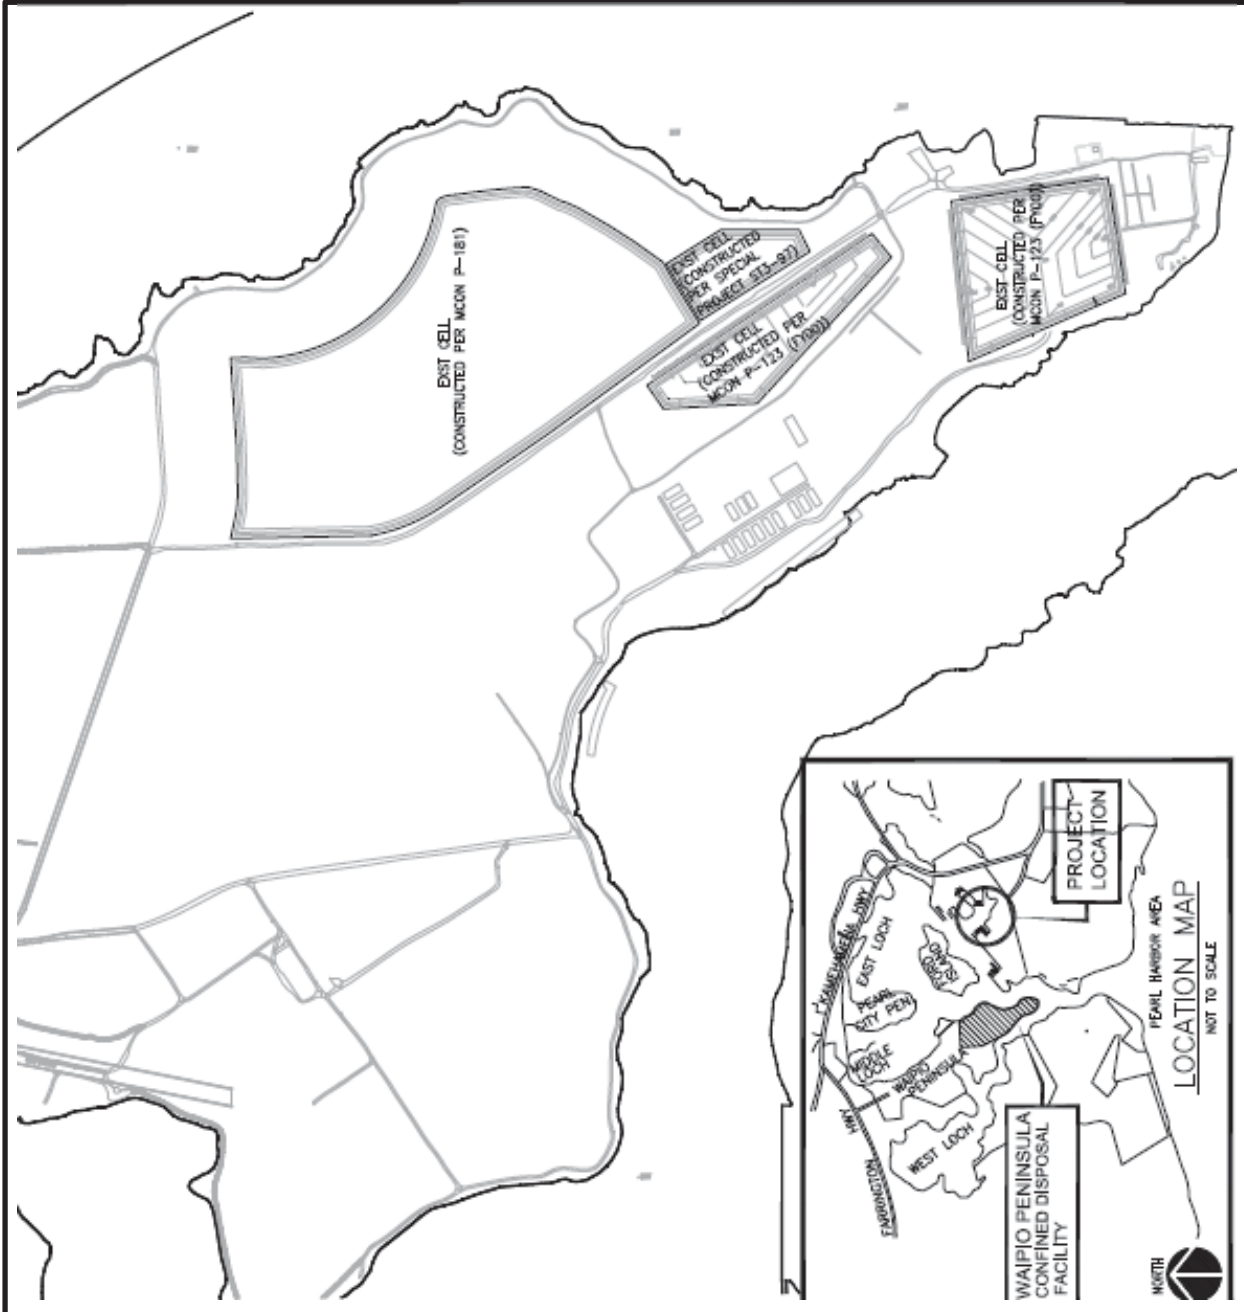 EXST CELL
(CONSTRUCTED PER MCON P-181)
EXST CELL
(CONSTRUCTED
PER SPECIAL
PROJECT ST3-97)
EXST CELL
(CONSTRUCTED PER
MCON P-123 (FY00))
EXST CELL
(CONSTRUCTED PER
MCON P-123 (FY00))
PROJECT
LOCATION
KAMEHAMEHA HWY
EAST LOCH
FORD
ISLAND
PEARL
CITY PEN
MIDDLE
LOCH
WAIPIO
PENINSULA
WEST LOCH
FARRINGTON
HWY
WAIPIO PENINSULA
CONFINED DISPOSAL
FACILITY
PEARL HARBOR AREA
LOCATION MAP
NOT TO SCALE
NORTH